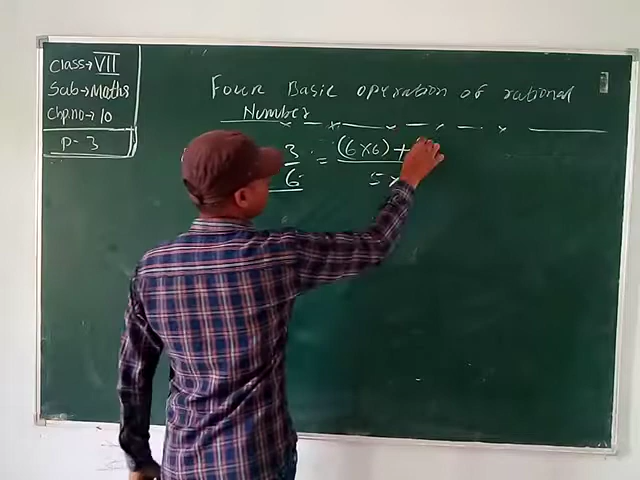 Class→VII
Sub→Maths
Chp.no→10
P-3
Four Basic operation of rational
Number
3 = (6×6)+
6 5×